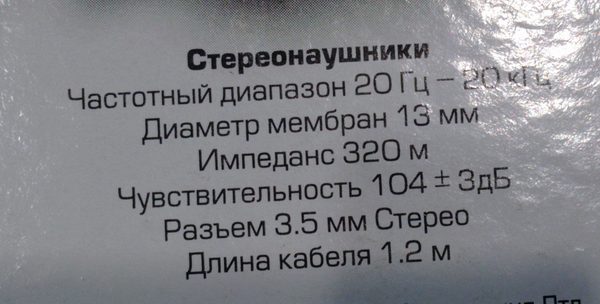 Стереонаушники
Частотный диапазон 20 Гц – 20 кГц
Диаметр мембран 13 мм
Импеданс 320 м
Чувствительность 104 ± 3дБ
Разъем 3.5 мм Стерео
Длина кабеля 1.2 м